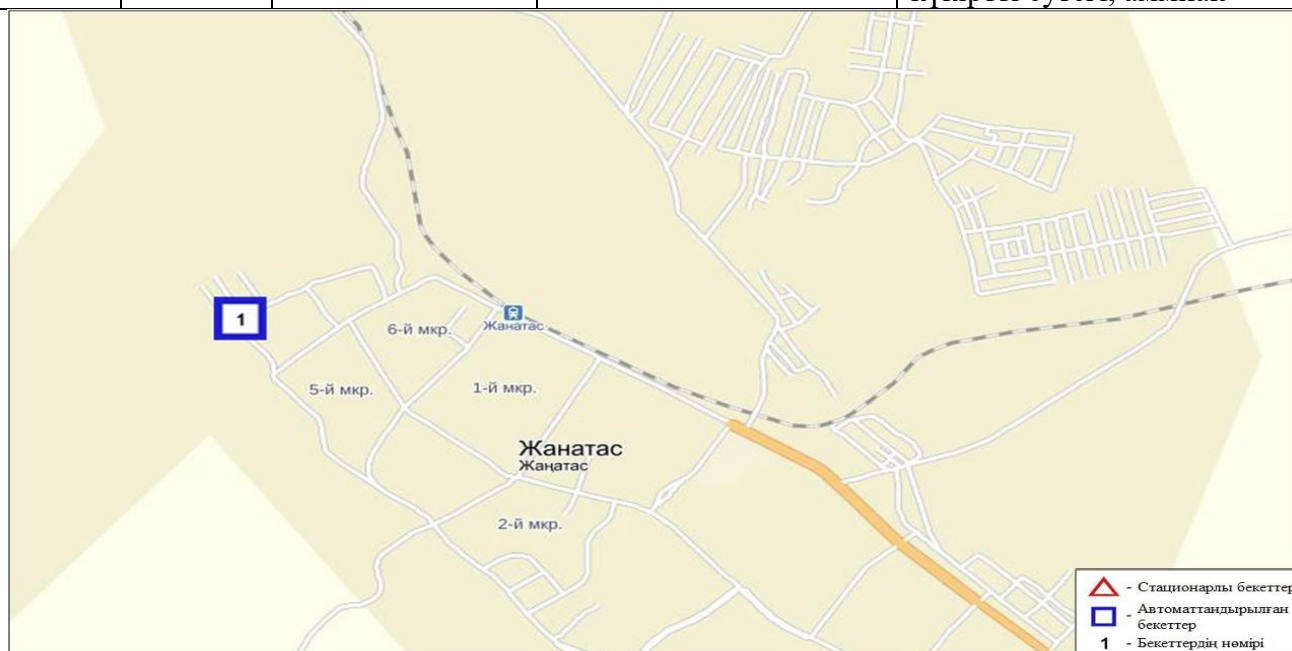 Жанатас
6-й мкр.
1
5-й мкр.
1-й мкр.
Жанатас
Жаңатас
2-й мкр.
- Стационарлы бекеттер
- Автоматтандырылған
бекеттер
1 - Бекеттердің нөмірі